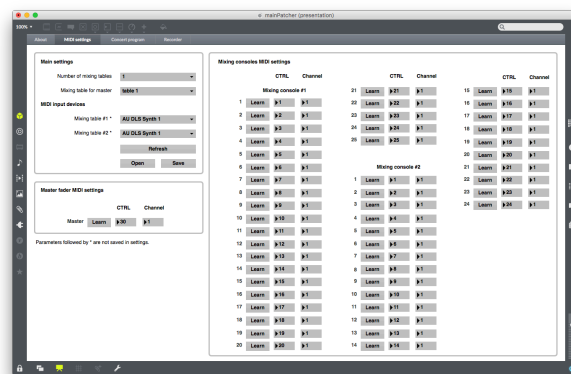 mainPatcher (presentation)
100%
About MIDI settings Concert program Recorder
Main settings
Number of mixing tables 1
Mixing table for master table 1
MIDI input devices
Mixing table #1 * AU DLS Synth 1
Mixing table #2 * AU DLS Synth 1
Refresh
Open Save
Master fader MIDI settings
CTRL Channel
Master Learn 30 1
Parameters followed by * are not saved in settings.
Mixing consoles MIDI settings
CTRL Channel
Mixing console #1
1 Learn 1 1
2 Learn 2 1
3 Learn 3 1
4 Learn 4 1
5 Learn 5 1
6 Learn 6 1
7 Learn 7 1
8 Learn 8 1
9 Learn 9 1
10 Learn 10 1
11 Learn 11 1
12 Learn 12 1
13 Learn 13 1
14 Learn 14 1
15 Learn 15 1
16 Learn 16 1
17 Learn 17 1
18 Learn 18 1
19 Learn 19 1
20 Learn 20 1
CTRL Channel
21 Learn 21 1
22 Learn 22 1
23 Learn 23 1
24 Learn 24 1
25 Learn 25 1
Mixing console #2
1 Learn 1 1
2 Learn 2 1
3 Learn 3 1
4 Learn 4 1
5 Learn 5 1
6 Learn 6 1
7 Learn 7 1
8 Learn 8 1
9 Learn 9 1
10 Learn 10 1
11 Learn 11 1
12 Learn 12 1
13 Learn 13 1
14 Learn 14 1
CTRL Channel
15 Learn 15 1
16 Learn 16 1
17 Learn 17 1
18 Learn 18 1
19 Learn 19 1
20 Learn 20 1
21 Learn 21 1
22 Learn 22 1
23 Learn 23 1
24 Learn 24 1